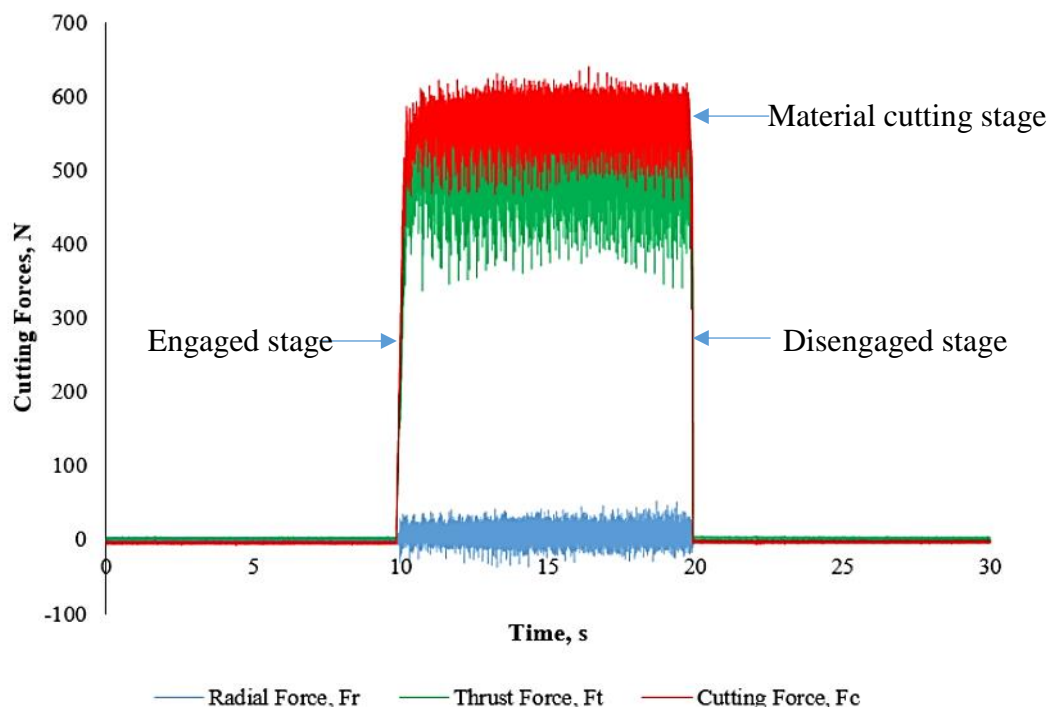 700
600
500
400
300
200
100
0
-100
Cutting Forces, N
Material cutting stage
Engaged stage
Disengaged stage
0 5 10 15 20 25 30
Time, s
Radial Force, Fr Thrust Force, Ft Cutting Force, Fc